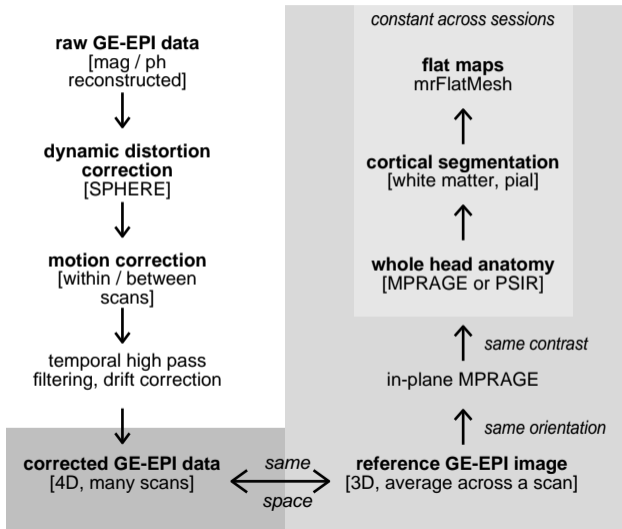 raw GE-EPI data
[mag / ph
reconstructed]
dynamic distortion
correction
[SPHERE]
motion correction
[within / between
scans]
temporal high pass
filtering, drift correction
corrected GE-EPI data
[4D, many scans]
same
space
constant across sessions
flat maps
mrFlatMesh
cortical segmentation
[white matter, pial]
whole head anatomy
[MPRAGE or PSIR]
same contrast
in-plane MPRAGE
same orientation
reference GE-EPI image
[3D, average across a scan]